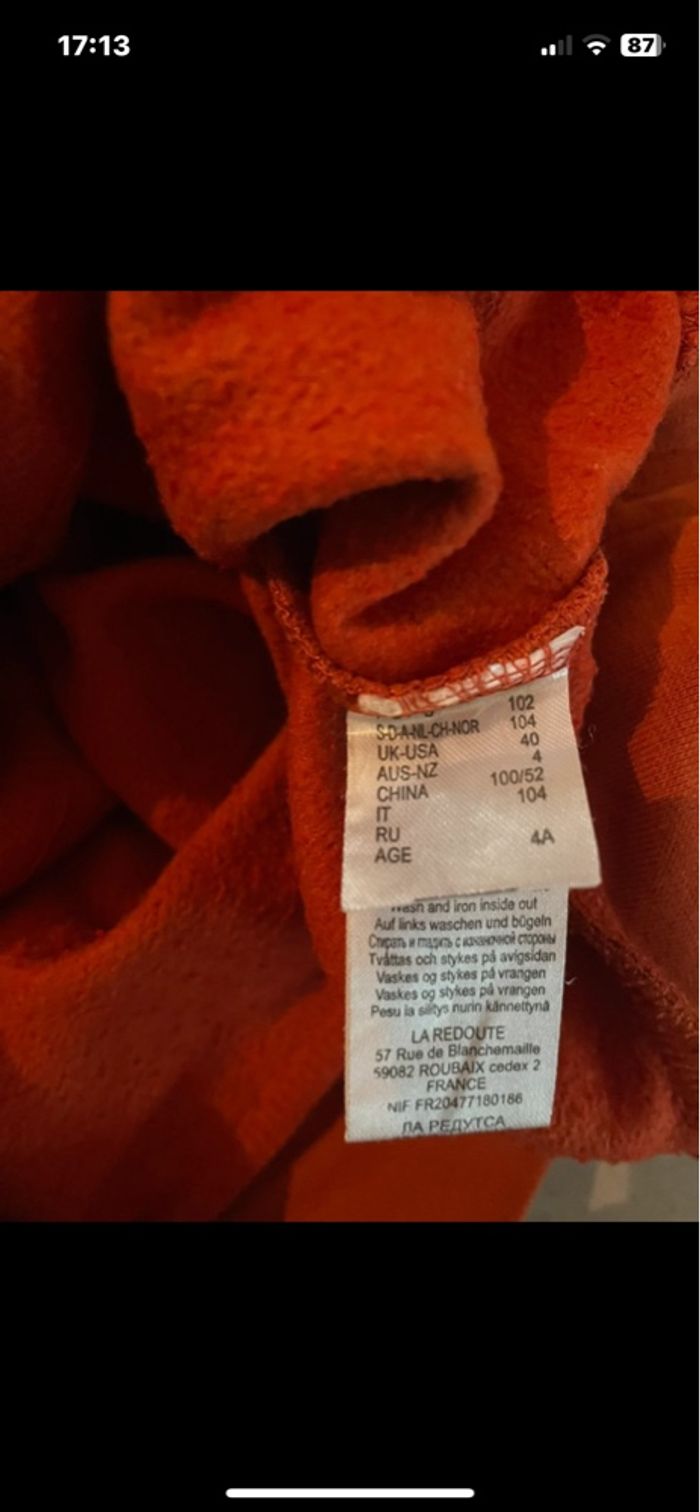 17:13
87
102
S-D-A-NL-CH-NOR 104
UK-USA 40
AUS-NZ 4
CHINA 100/52
IT 104
RU
AGE 4A
and iron inside out
Auf links waschen und bügeln
Стирать и гладить с изнаночной стороны
Tvättas och stykes på avigsidan
Vaskes og stykes på vrangen
Vaskes og stykes på vrangen
Pesu ia silitys nurin kännettynä
LA REDOUTE
57 Rue de Blanchemaille
59082 ROUBAIX cedex 2
FRANCE
NIF FR20477180186
ЛА РЕДУТСА